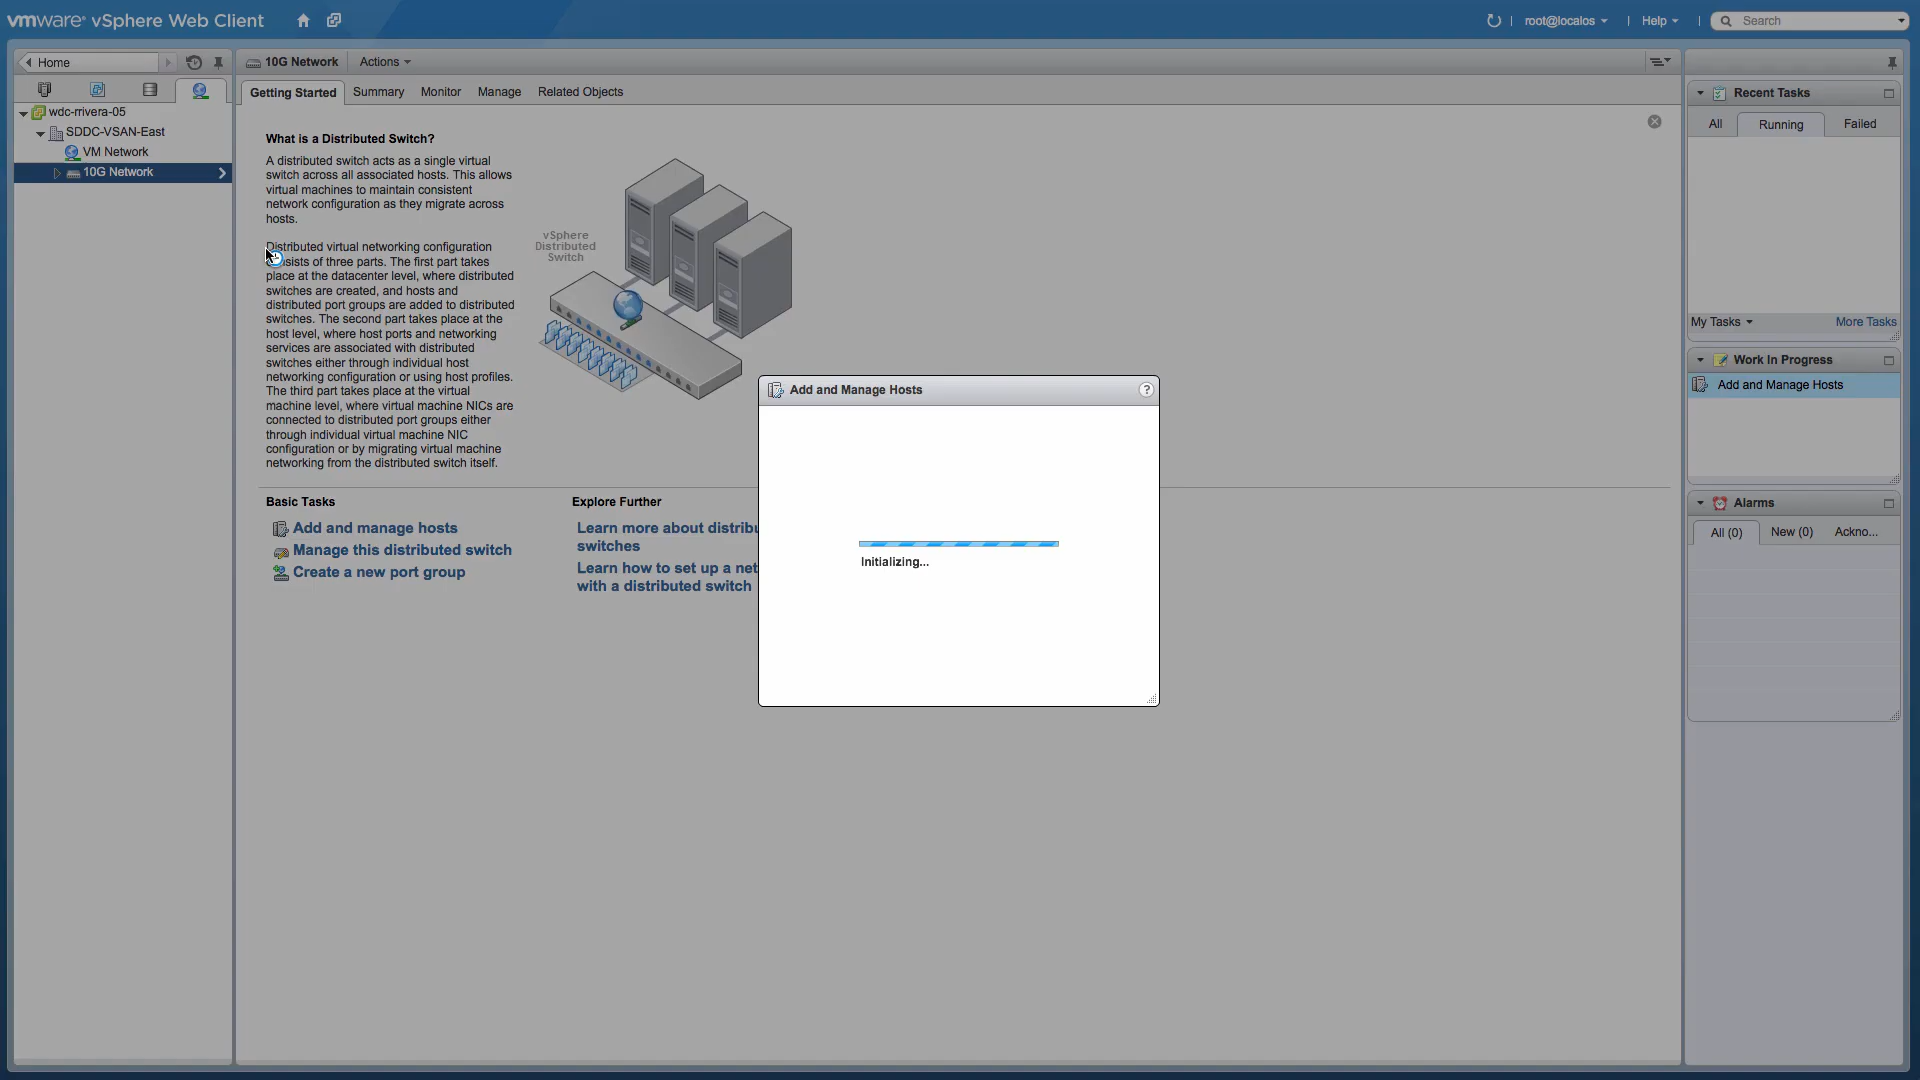 vmware® vSphere Web Client
root@localos
Help
Search
Home
wdc-rrivera-05
SDDC-VSAN-East
VM Network
10G Network
10G Network
Actions
Getting Started
Summary
Monitor
Manage
Related Objects
What is a Distributed Switch?
A distributed switch acts as a single virtual
switch across all associated hosts. This allows
virtual machines to maintain consistent
network configuration as they migrate across
hosts.
Distributed virtual networking configuration
sists of three parts. The first part takes
place at the datacenter level, where distributed
switches are created, and hosts and
distributed port groups are added to distributed
switches. The second part takes place at the
host level, where host ports and networking
services are associated with distributed
switches either through individual host
networking configuration or using host profiles.
The third part takes place at the virtual
machine level, where virtual machine NICs are
connected to distributed port groups either
through individual virtual machine NIC
configuration or by migrating virtual machine
networking from the distributed switch itself.
vSphere
Distributed
Switch
Basic Tasks
Add and manage hosts
Manage this distributed switch
Create a new port group
Explore Further
Learn more about distribu
switches
Learn how to set up a net
with a distributed switch
Add and Manage Hosts
?
Initializing...
Recent Tasks
All
Running
Failed
My Tasks
More Tasks
Work In Progress
Add and Manage Hosts
Alarms
All (0)
New (0)
Ackno...